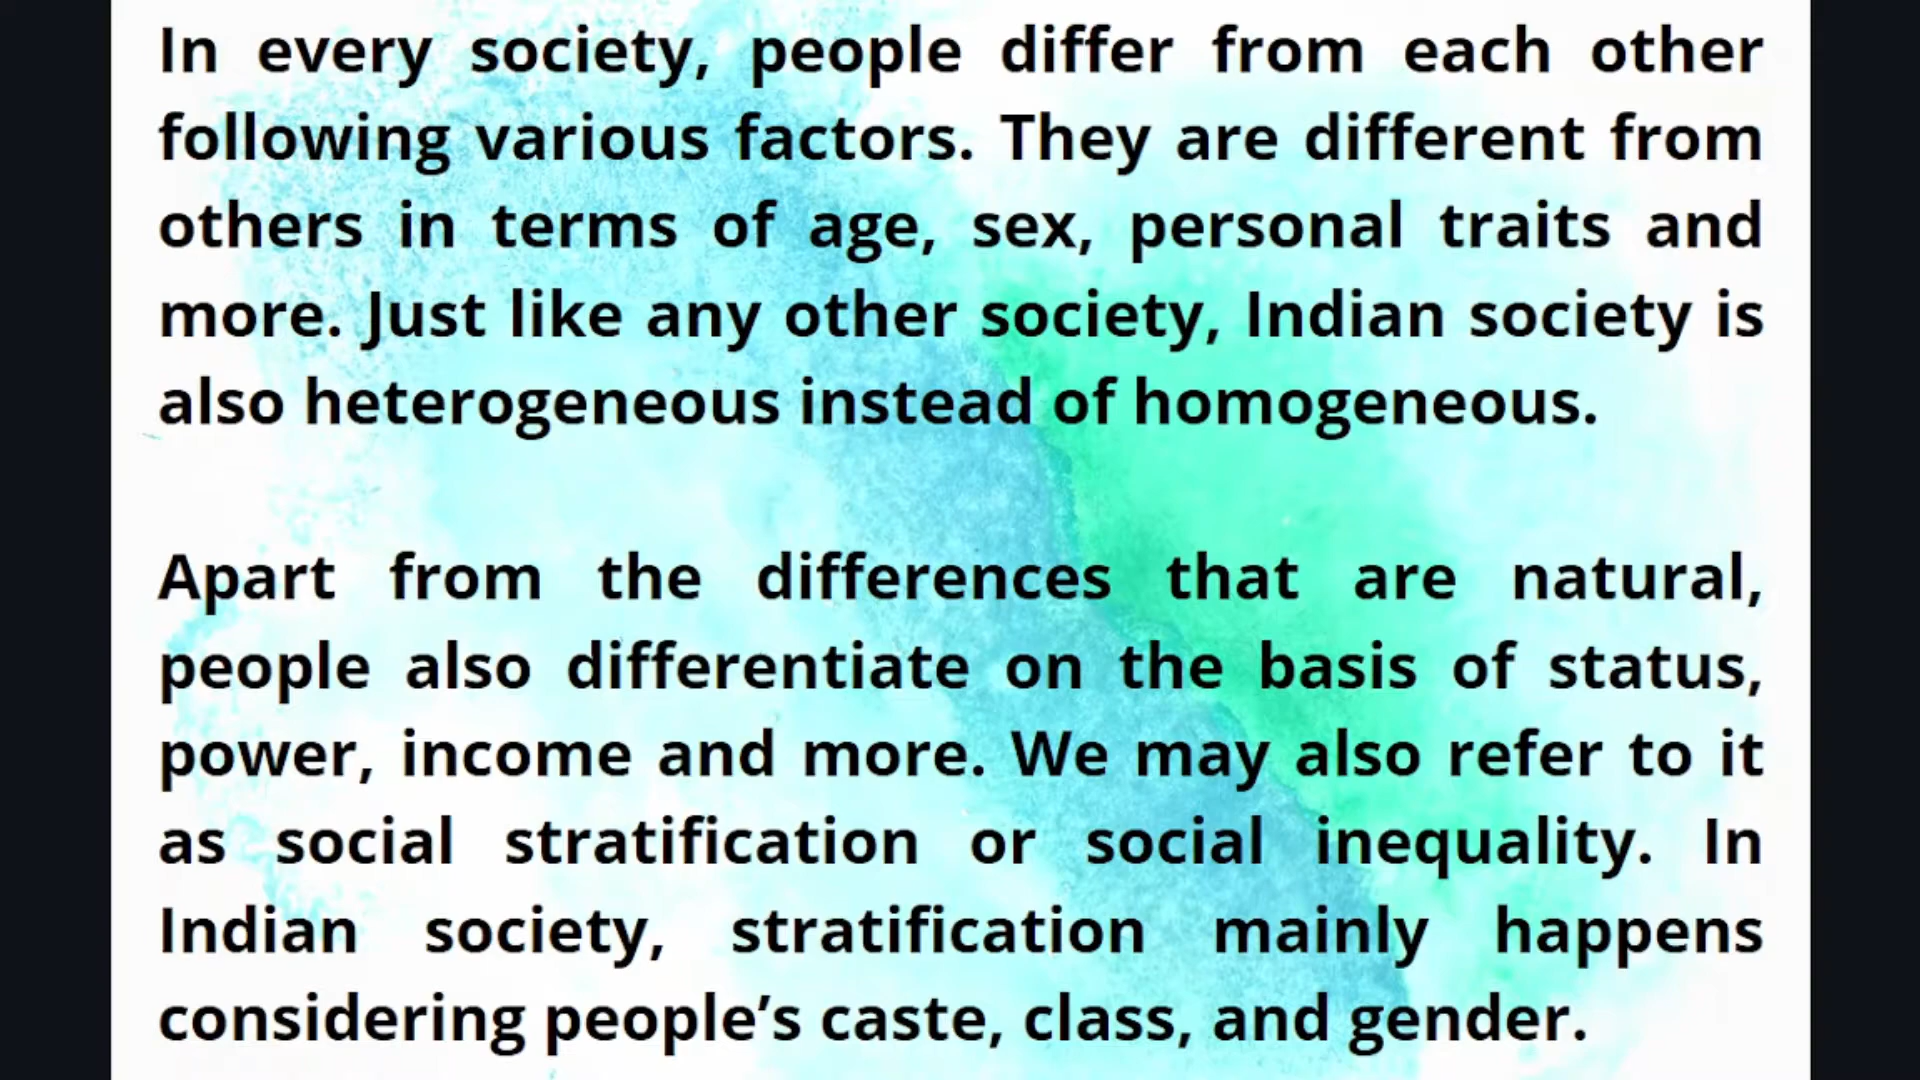 In every society, people differ from each other
following various factors. They are different from
others in terms of age, sex, personal traits and
more. Just like any other society, Indian society is
also heterogeneous instead of homogeneous.
Apart from the differences that are natural,
people also differentiate on the basis of status,
power, income and more. We may also refer to it
as social stratification or social inequality. In
Indian society, stratification mainly happens
considering people’s caste, class, and gender.